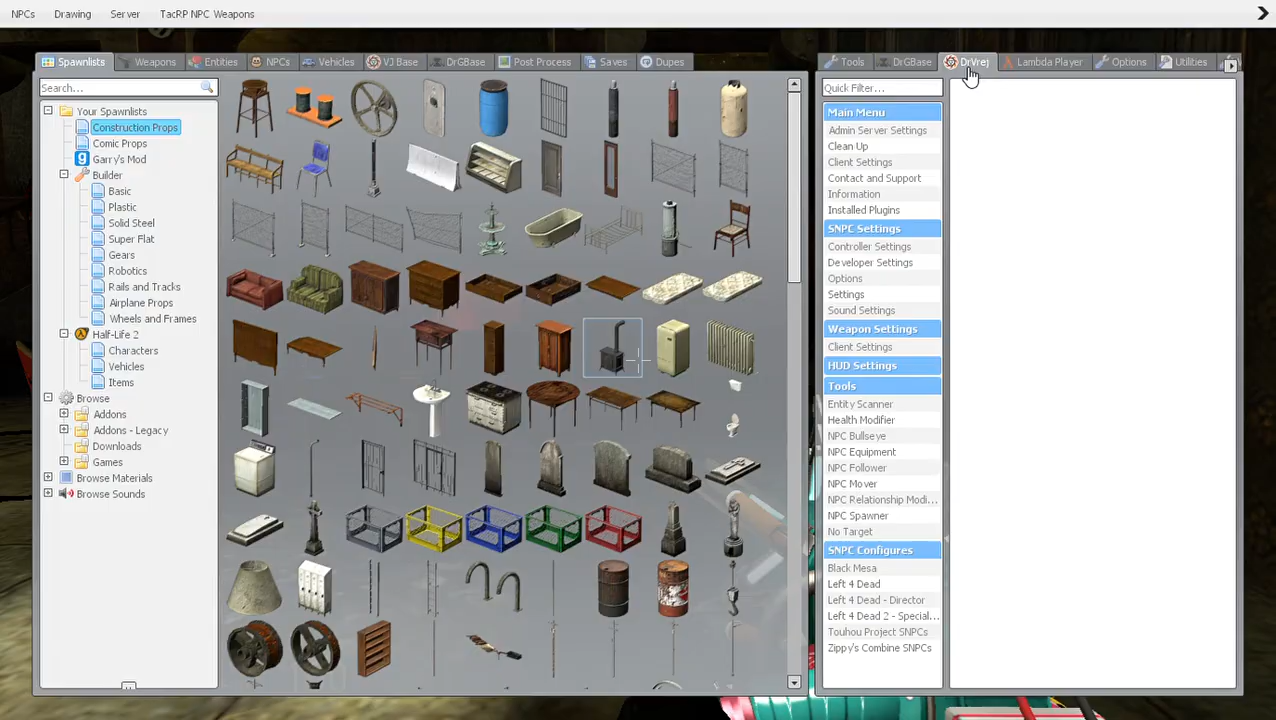 NPCs Drawing Server TacRP NPC Weapons
Spawnlists Weapons Entities NPCs Vehicles VJ Base DrGBase Post Process Saves Dupes
Tools DrGBase DrVrej Lambda Player Options Utilities
Search...
Quick Filter...
Your Spawnlists
Construction Props
Comic Props
Garry's Mod
Builder
Basic
Plastic
Solid Steel
Super Flat
Gears
Robotics
Rails and Tracks
Airplane Props
Wheels and Frames
Half-Life 2
Characters
Vehicles
Items
Browse
Addons
Addons - Legacy
Downloads
Games
Browse Materials
Browse Sounds
Main Menu
Admin Server Settings
Clean Up
Client Settings
Contact and Support
Information
Installed Plugins
SNPC Settings
Controller Settings
Developer Settings
Options
Settings
Sound Settings
Weapon Settings
Client Settings
HUD Settings
Tools
Entity Scanner
Health Modifier
NPC Bullseye
NPC Equipment
NPC Follower
NPC Mover
NPC Relationship Modi...
NPC Spawner
No Target
SNPC Configures
Black Mesa
Left 4 Dead
Left 4 Dead - Director
Left 4 Dead 2 - Special...
Touhou Project SNPCs
Zippy's Combine SNPCs